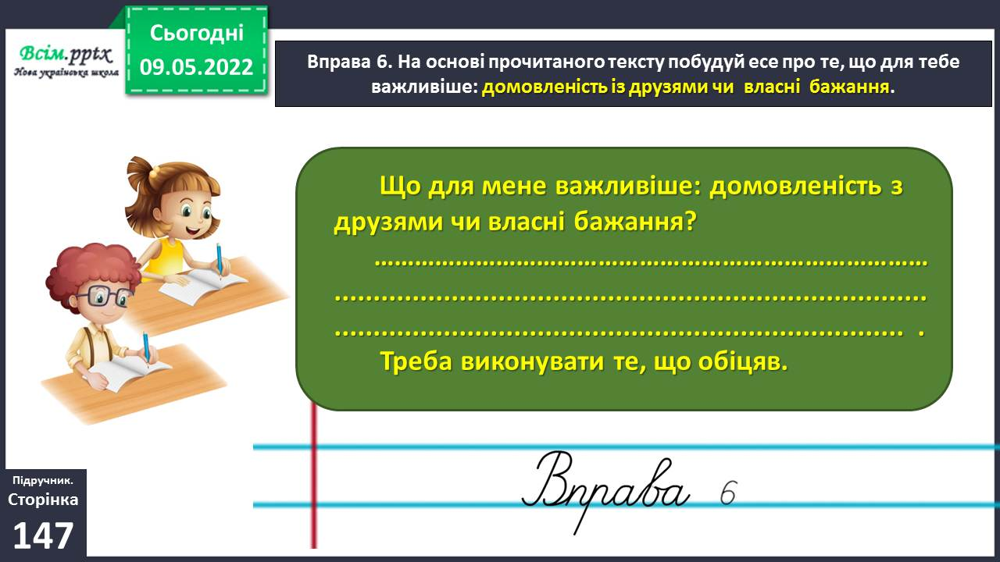 Всім.pptx
Нова українська школа
Сьогодні
09.05.2022
Вправа 6. На основі прочитаного тексту побудуй есе про те, що для тебе
важливіше: домовленість із друзями чи власні бажання.
Що для мене важливіше: домовленість з
друзями чи власні бажання?
………………………………………………………………………
............................................................................
......................................................................... .
Треба виконувати те, що обіцяв.
Вправа 6
Підручник.
Сторінка
147